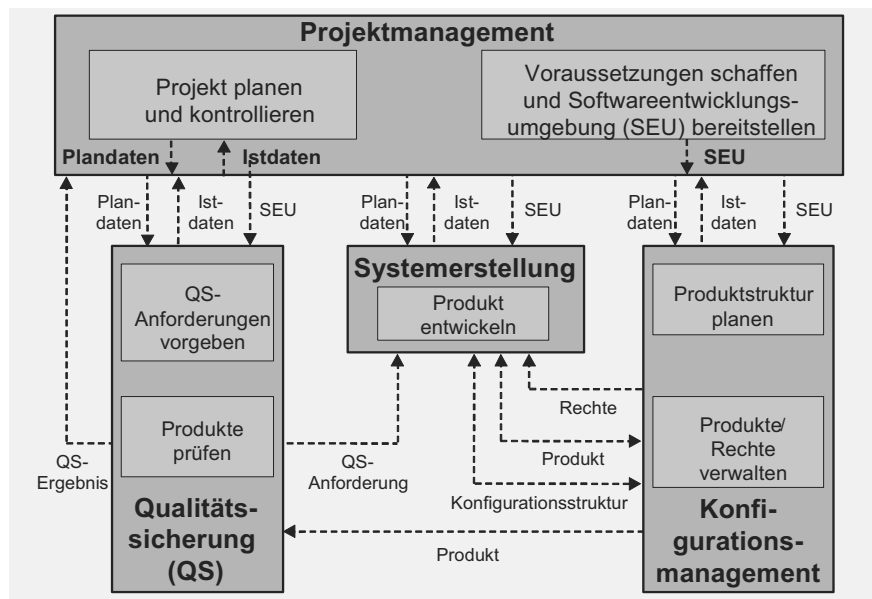 Projektmanagement
Projekt planen
und kontrollieren
Voraussetzungen schaffen
und Softwareentwicklungs-
umgebung (SEU) bereitstellen
Plandaten
Istdaten
SEU
Plan-
daten
Ist-
daten
SEU
Plan-
daten
Ist-
daten
SEU
Plan-
daten
Ist-
daten
SEU
QS-
Anforderungen
vorgeben
Produkte
prüfen
Qualitäts-
sicherung
(QS)
Systemerstellung
Produkt
entwickeln
Produktstruktur
planen
Produkte/
Rechte
verwalten
Konfi-
gurations-
management
QS-
Ergebnis
QS-
Anforderung
Rechte
Produkt
Konfigurationsstruktur
Produkt